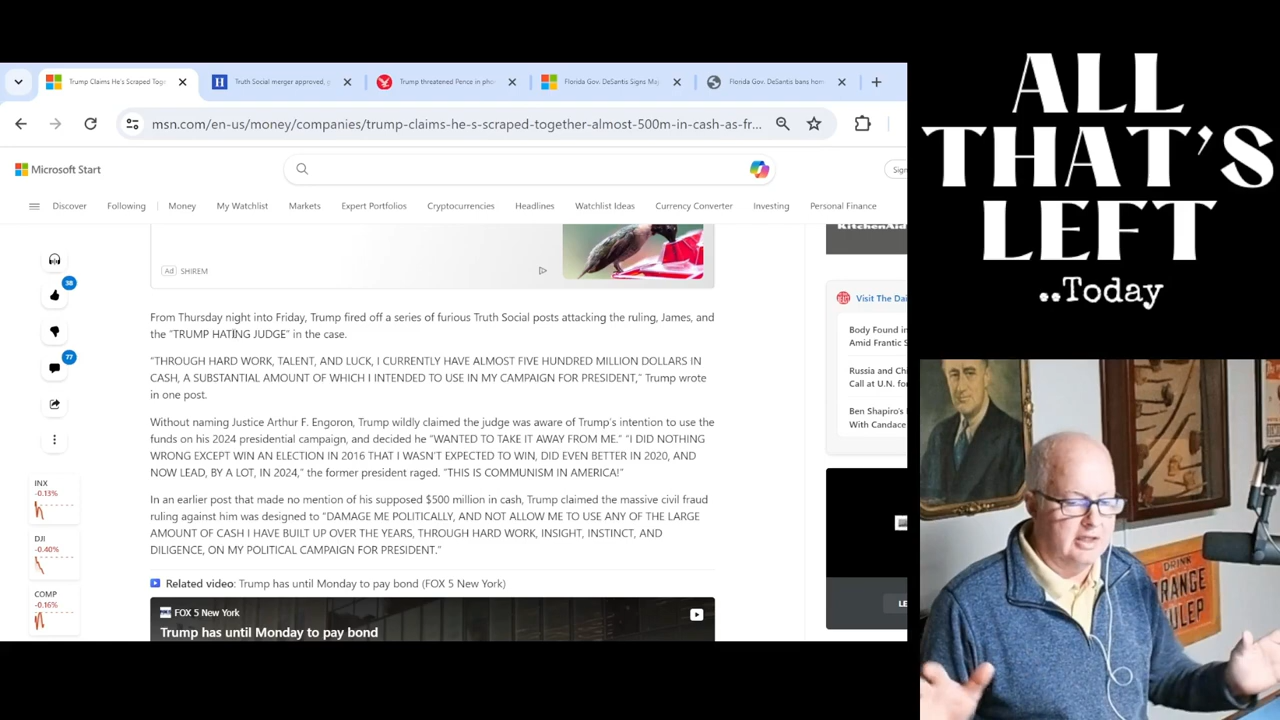 Trump Claims He's Scraped Toge
Truth Social merger approved, g
Trump threatened Pence in pho
Florida Gov. DeSantis Signs Maj
Florida Gov. DeSantis bans hom
msn.com/en-us/money/companies/trump-claims-he-s-scraped-together-almost-500m-in-cash-as-fr...
Microsoft Start
Sign
Discover
Following
Money
My Watchlist
Markets
Expert Portfolios
Cryptocurrencies
Headlines
Watchlist Ideas
Currency Converter
Investing
Personal Finance
Ad SHIREM
KitchenAid
38
77
INX
-0.13%
DJI
-0.40%
COMP
-0.16%
From Thursday night into Friday, Trump fired off a series of furious Truth Social posts attacking the ruling, James, and
the “TRUMP HATING JUDGE” in the case.
“THROUGH HARD WORK, TALENT, AND LUCK, I CURRENTLY HAVE ALMOST FIVE HUNDRED MILLION DOLLARS IN
CASH, A SUBSTANTIAL AMOUNT OF WHICH I INTENDED TO USE IN MY CAMPAIGN FOR PRESIDENT,” Trump wrote
in one post.
Without naming Justice Arthur F. Engoron, Trump wildly claimed the judge was aware of Trump’s intention to use the
funds on his 2024 presidential campaign, and decided he “WANTED TO TAKE IT AWAY FROM ME.” “I DID NOTHING
WRONG EXCEPT WIN AN ELECTION IN 2016 THAT I WASN’T EXPECTED TO WIN, DID EVEN BETTER IN 2020, AND
NOW LEAD, BY A LOT, IN 2024,” the former president raged. “THIS IS COMMUNISM IN AMERICA!”
In an earlier post that made no mention of his supposed $500 million in cash, Trump claimed the massive civil fraud
ruling against him was designed to “DAMAGE ME POLITICALLY, AND NOT ALLOW ME TO USE ANY OF THE LARGE
AMOUNT OF CASH I HAVE BUILT UP OVER THE YEARS, THROUGH HARD WORK, INSIGHT, INSTINCT, AND
DILIGENCE, ON MY POLITICAL CAMPAIGN FOR PRESIDENT.”
Related video: Trump has until Monday to pay bond (FOX 5 New York)
FOX 5 New York
Trump has until Monday to pay bond
Visit The Dai
Body Found in
Amid Frantic S
Russia and Chi
Call at U.N. fo
Ben Shapiro's
With Candace
LE
ALL
THAT'S
LEFT
..Today
DRINK
RANGE
ULEP